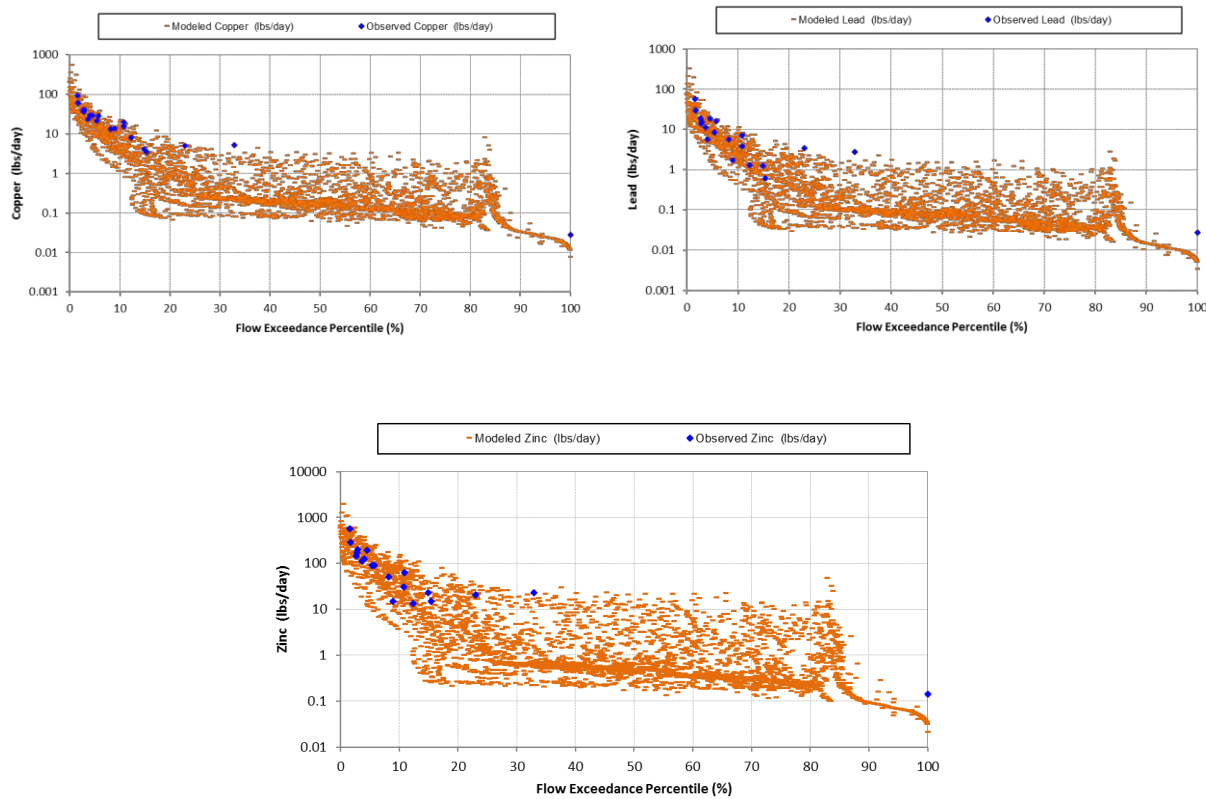 Modeled Copper (lbs/day) Observed Copper (lbs/day)
1000
100
10
1
0.1
0.01
0.001
Copper (lbs/day)
0 10 20 30 40 50 60 70 80 90 100
Flow Exceedance Percentile (%)
Modeled Lead (lbs/day) Observed Lead (lbs/day)
1000
100
10
1
0.1
0.01
0.001
Lead (lbs/day)
0 10 20 30 40 50 60 70 80 90 100
Flow Exceedance Percentile (%)
Modeled Zinc (lbs/day) Observed Zinc (lbs/day)
10000
1000
100
10
1
0.1
0.01
Zinc (lbs/day)
0 10 20 30 40 50 60 70 80 90 100
Flow Exceedance Percentile (%)